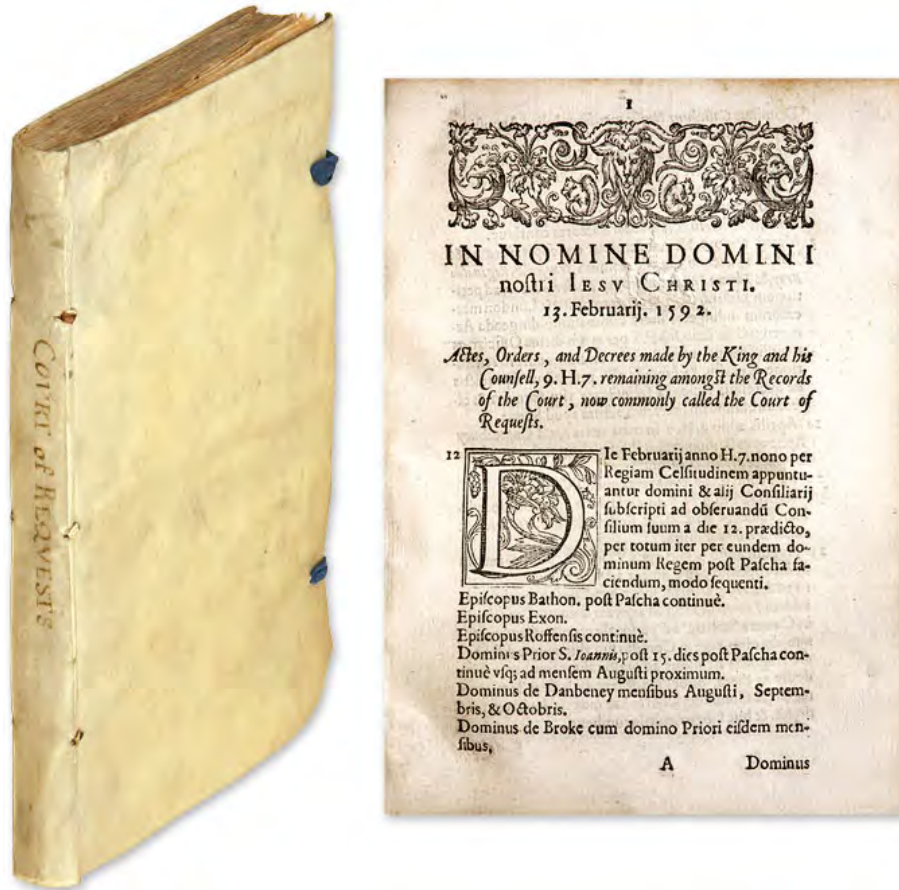 COURT of REQVESTS
1
IN NOMINE DOMINI
noſtri IESV CHRISTI.
13. Februarij. 1592.
Actes, Orders, and Decrees made by the King and his
Counſell, 9. H.7. remaining amongſt the Records
of the Court, now commonly called the Court of
Requeſts.
12 DIe Februarij anno H.7. nono per
Regiam Celſitudinem appuntu-
antur domini & alij Conſiliarij
ſubſcripti ad obſeruandū Con-
ſilium ſuum a die 12. prædicto,
per totum iter per eundem do-
minum Regem poſt Paſcha fa-
ciendum, modo ſequenti.
Epiſcopus Bathon. poſt Paſcha continuè.
Epiſcopus Exon.
Epiſcopus Roffenſis continuè.
Dominus Prior S. Ioannis, poſt 15. dies poſt Paſcha con-
tinuè vſq; ad menſem Auguſti proximum.
Dominus de Danbeney menſibus Auguſti, Septem-
bris, & Octobris.
Dominus de Broke cum domino Priori eiſdem men-
ſibus,
A Dominus